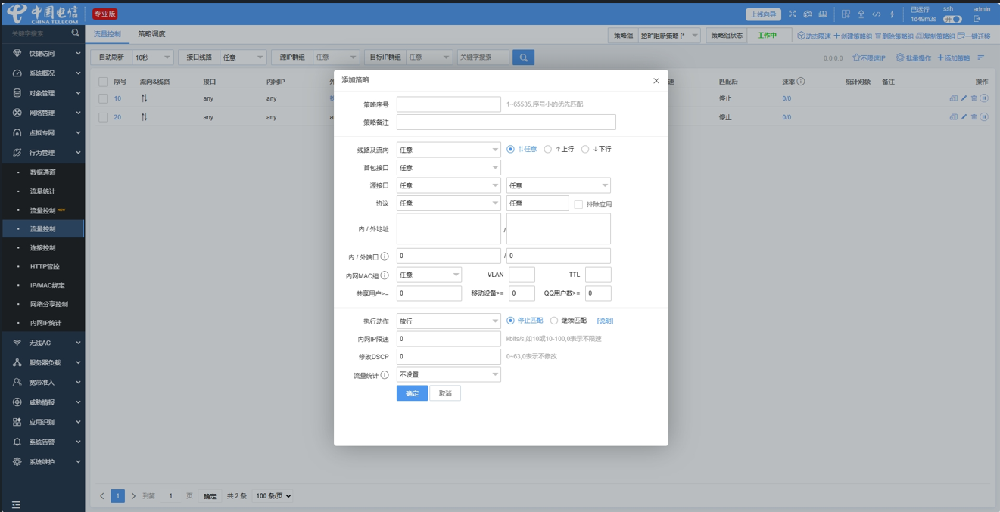 中国电信
CHINA TELECOM
专业版
上线向导
已运行
1d49m3s
ssh
开
admin
关键字搜索
流量控制
策略调度
策略组
挖矿阻断策略 [*
策略组状态
工作中
动态限速
创建策略组
删除策略组
复制策略组
一键迁移
自动刷新
10秒
接口线路
任意
源IP群组
任意
目标IP群组
任意
关键字搜索
0.0.0.0
不限速IP
批量操作
添加策略
序号
流向&线路
接口
内网IP
速
匹配后
速率
统计对象
备注
操作
10
any
any
停止
0/0
20
any
any
停止
0/0
快捷访问
系统概况
对象管理
网络管理
虚拟专网
行为管理
数据通道
流量统计
流量控制 NEW
流量控制
连接控制
HTTP管控
IP/MAC绑定
网络分享控制
内网IP统计
无线AC
服务器负载
宽带准入
威胁情报
应用识别
系统告警
系统维护
添加策略
策略序号
1~65535,序号小的优先匹配
策略备注
线路及流向
任意
⇅任意
↑上行
↓下行
首包接口
任意
源接口
任意
任意
协议
任意
任意
排除应用
内 / 外地址
/
内 / 外端口
0
/
0
内网MAC组
任意
VLAN
TTL
共享用户>=
0
移动设备>=
0
QQ用户数>=
0
执行动作
放行
停止匹配
继续匹配
[说明]
内网IP限速
0
kbits/s,如10或10-100,0表示不限速
修改DSCP
0
0~63,0表示不修改
流量统计
不设置
确定
取消
1
到第
1
页
确定
共 2 条
100 条/页